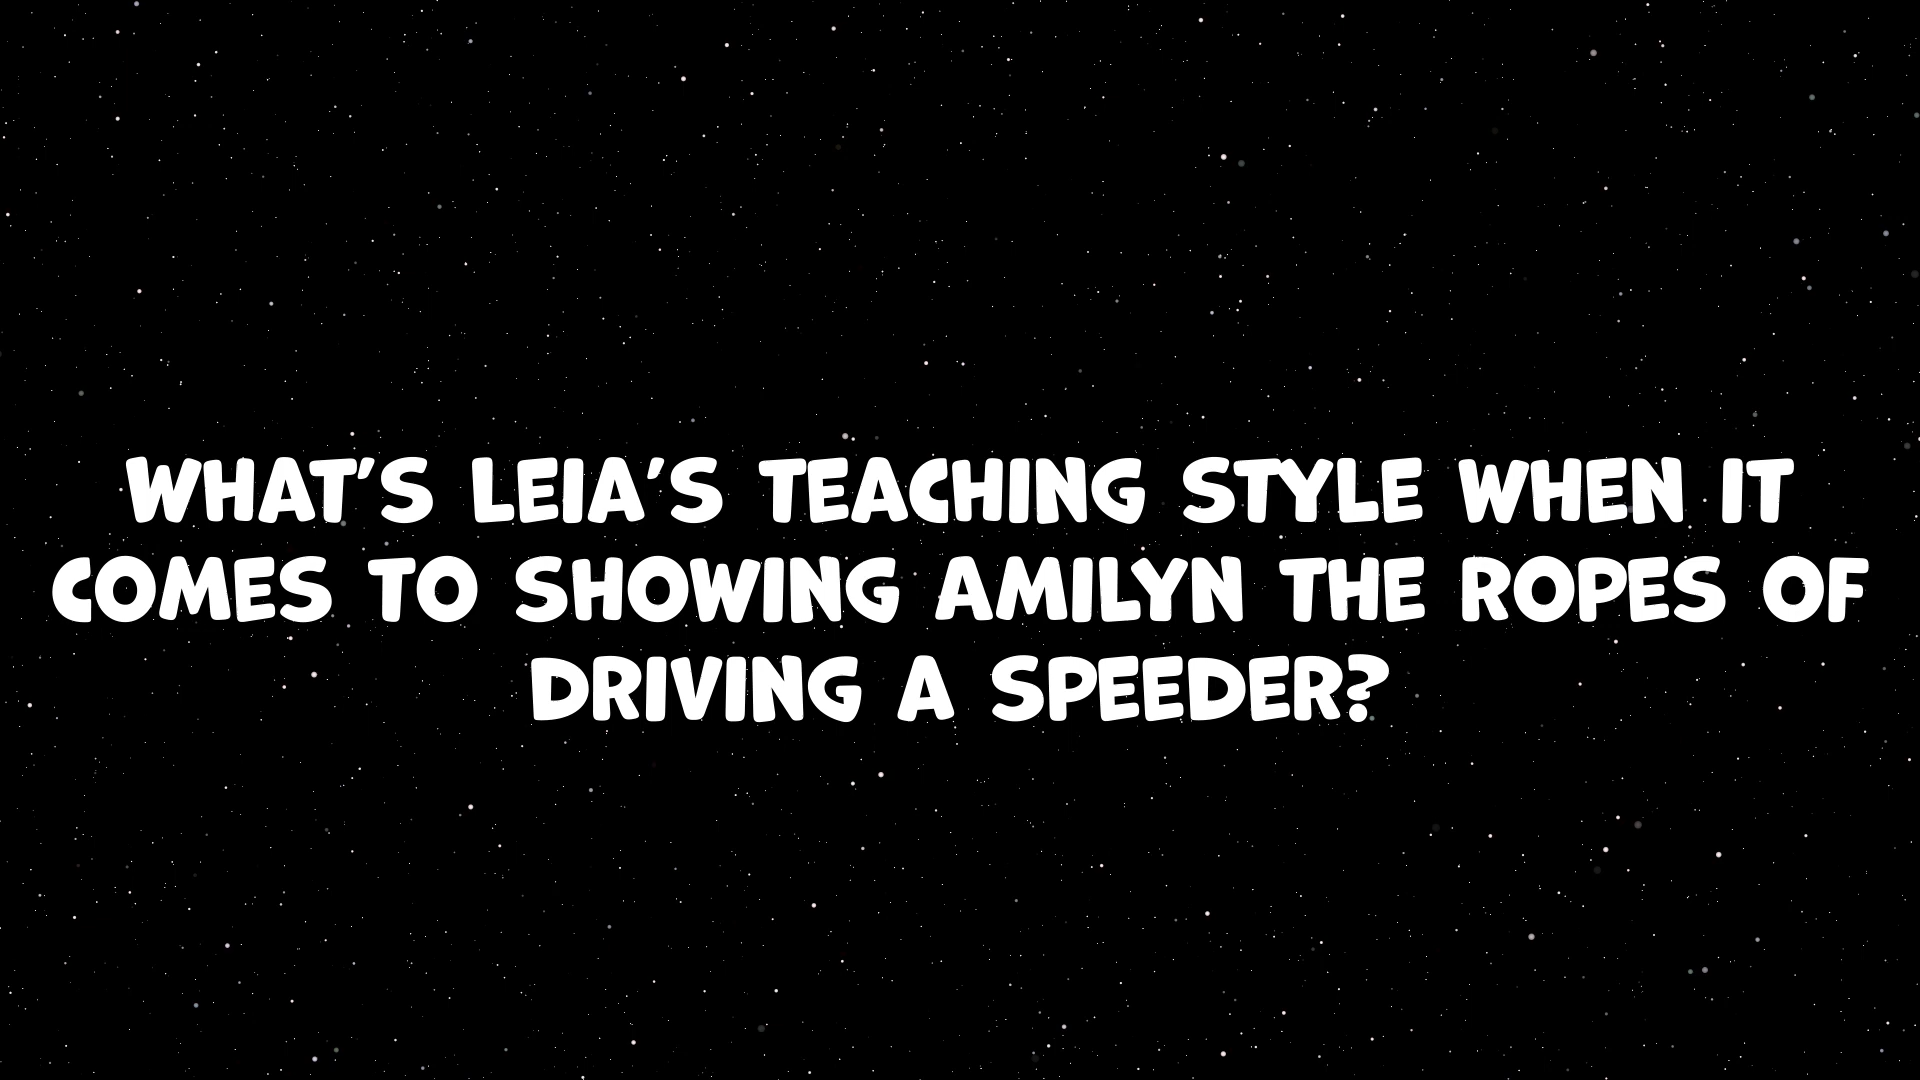 WHAT'S LEIA'S TEACHING STYLE WHEN IT
COMES TO SHOWING AMILYN THE ROPES OF
DRIVING A SPEEDER?